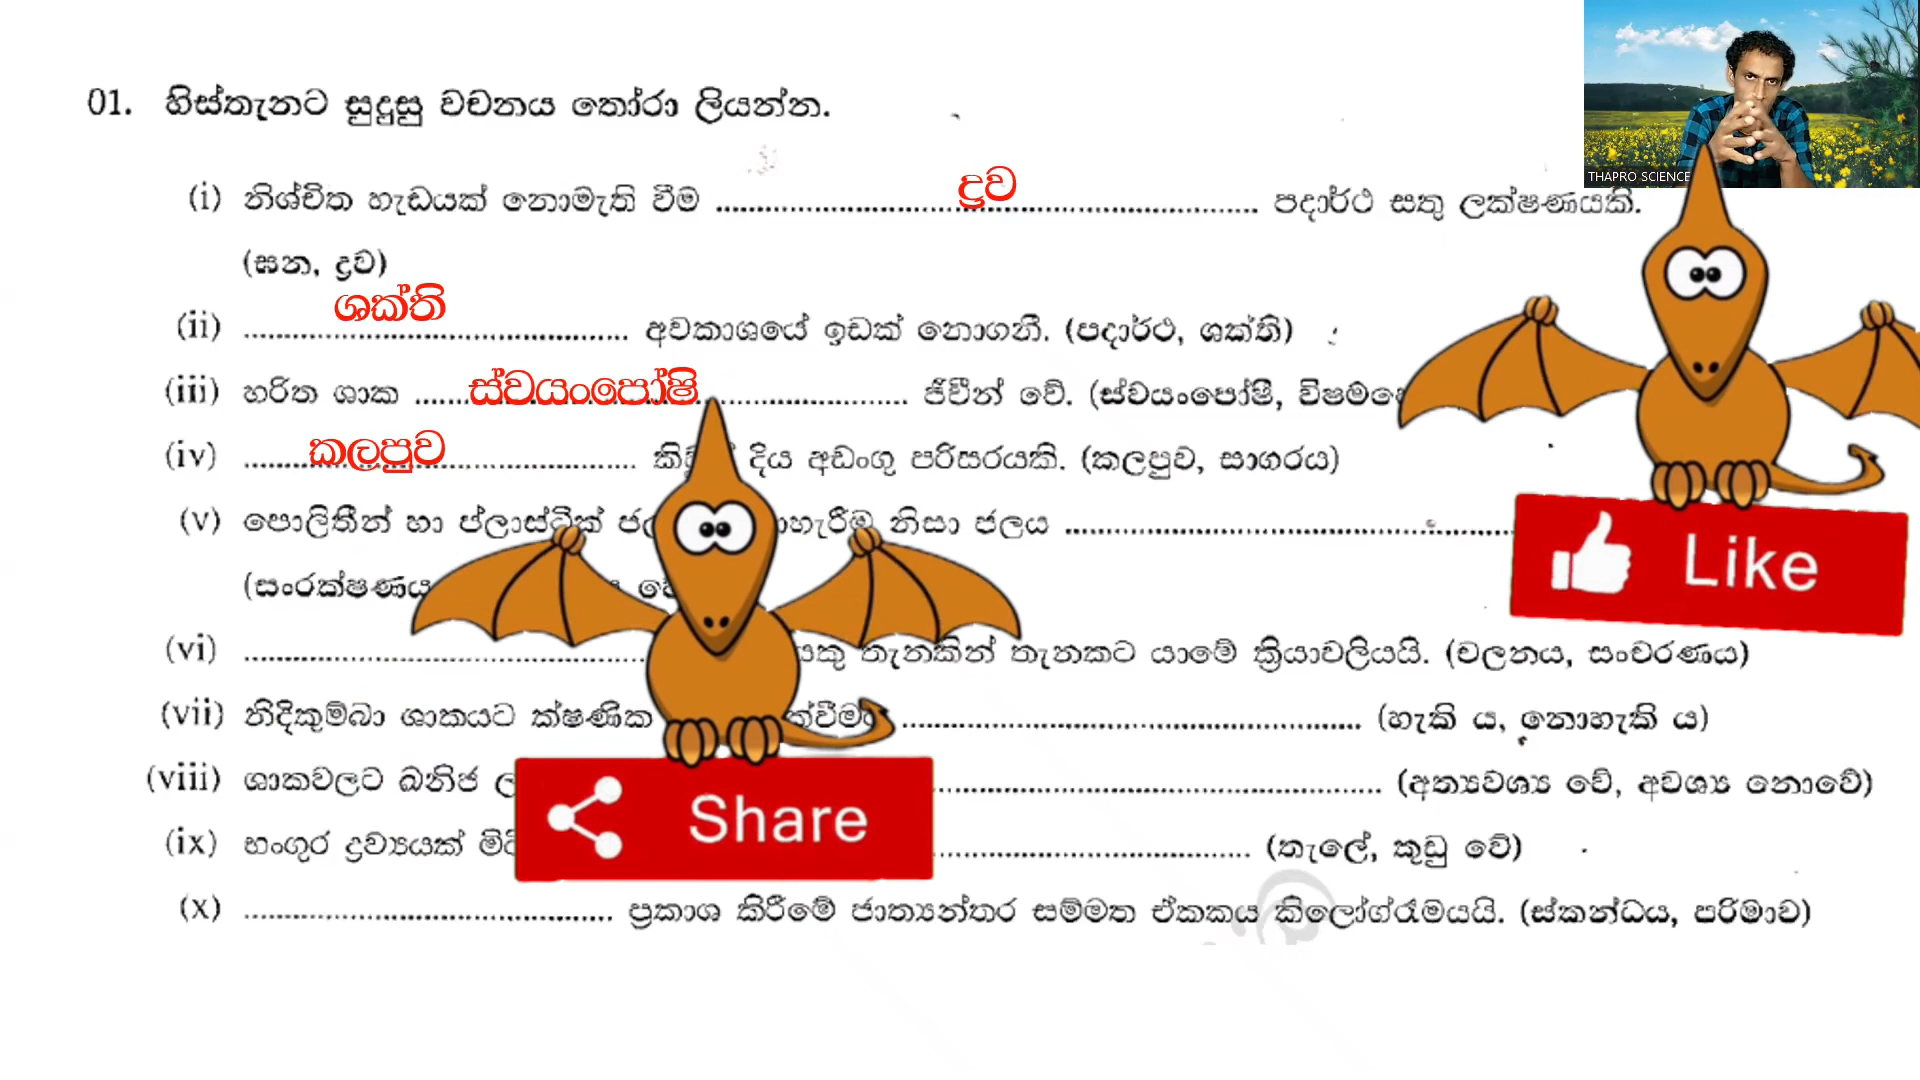 THAPRO SCIENCE
01. හිස්තැනට සුදුසු වචනය තෝරා ලියන්න.
(i) නිශ්චිත හැඩයක් නොමැති වීම ........ ද්‍රව ........ පදාර්ථ සතු ලක්ෂණයකි.
(ඝන, ද්‍රව)
(ii) ........ ශක්ති ........ අවකාශයේ ඉඩක් නොගනී. (පදාර්ථ, ශක්ති)
(iii) හරිත ශාක ........ ස්වයංපෝෂි ........ ජීවීන් වේ. (ස්වයංපෝෂී,
(iv) ........ කලපුව ........ දිය අඩංගු පරිසරයකි. (කලපුව, සාගරය)
(v) පොලිතීන් හා ප්ලාස්ටික් නිසා ජලය ........
(සංරක්ෂණය
(vi) ........ තැනකින් තැනකට යාමේ ක්‍රියාවලියයි. (චලනය, සංචරණය)
(vii) නිදිකුම්බා ශාකයට ක්ෂණික ........ (හැකි ය, නොහැකි ය)
(viii) ශාකවලට ඛනිජ ........ (අත්‍යවශ්‍ය වේ, අවශ්‍ය නොවේ)
(ix) භංගුර ද්‍රව්‍යයක් ........ (තැලේ, කුඩු වේ)
(x) ........ ප්‍රකාශ කිරීමේ ජාත්‍යන්තර සම්මත ඒකකය කිලෝග්රෑමයයි. (ස්කන්ධය, පරිමාව)
Like
Share